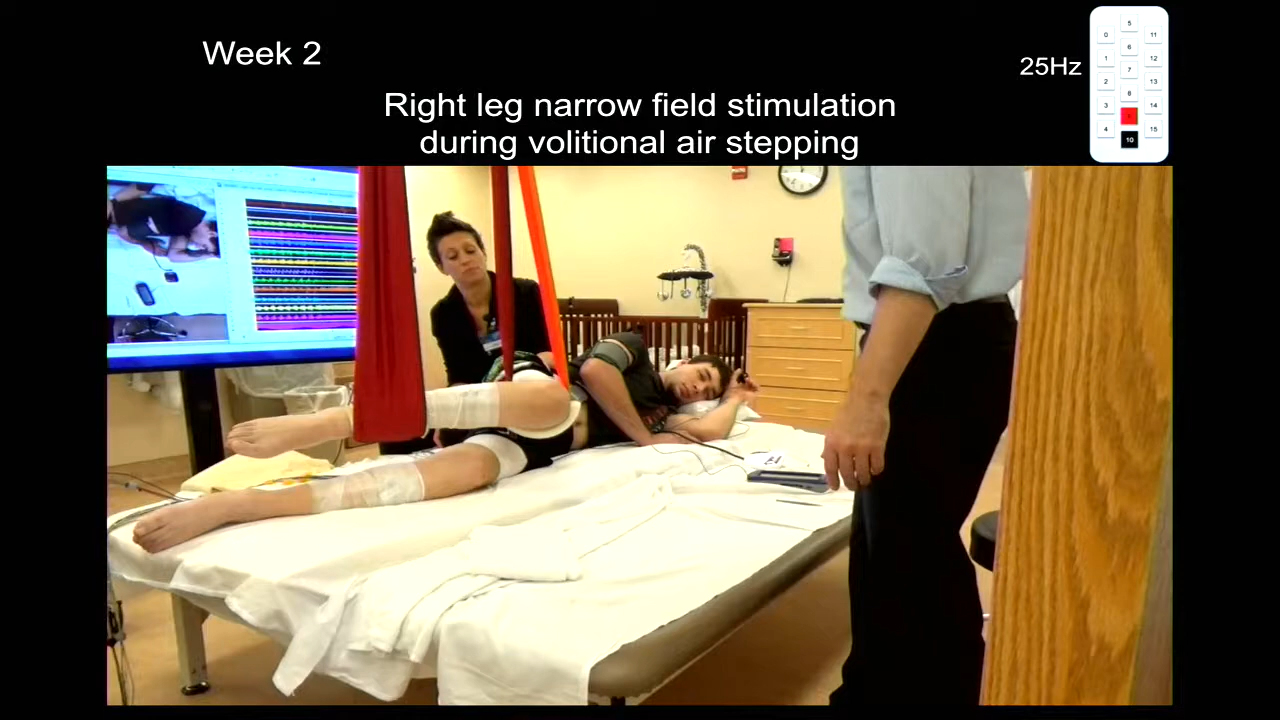 Week 2
25Hz
Right leg narrow field stimulation
during volitional air stepping
5
0 11
6
1 12
7
2 13
8
3 14
4 15
10